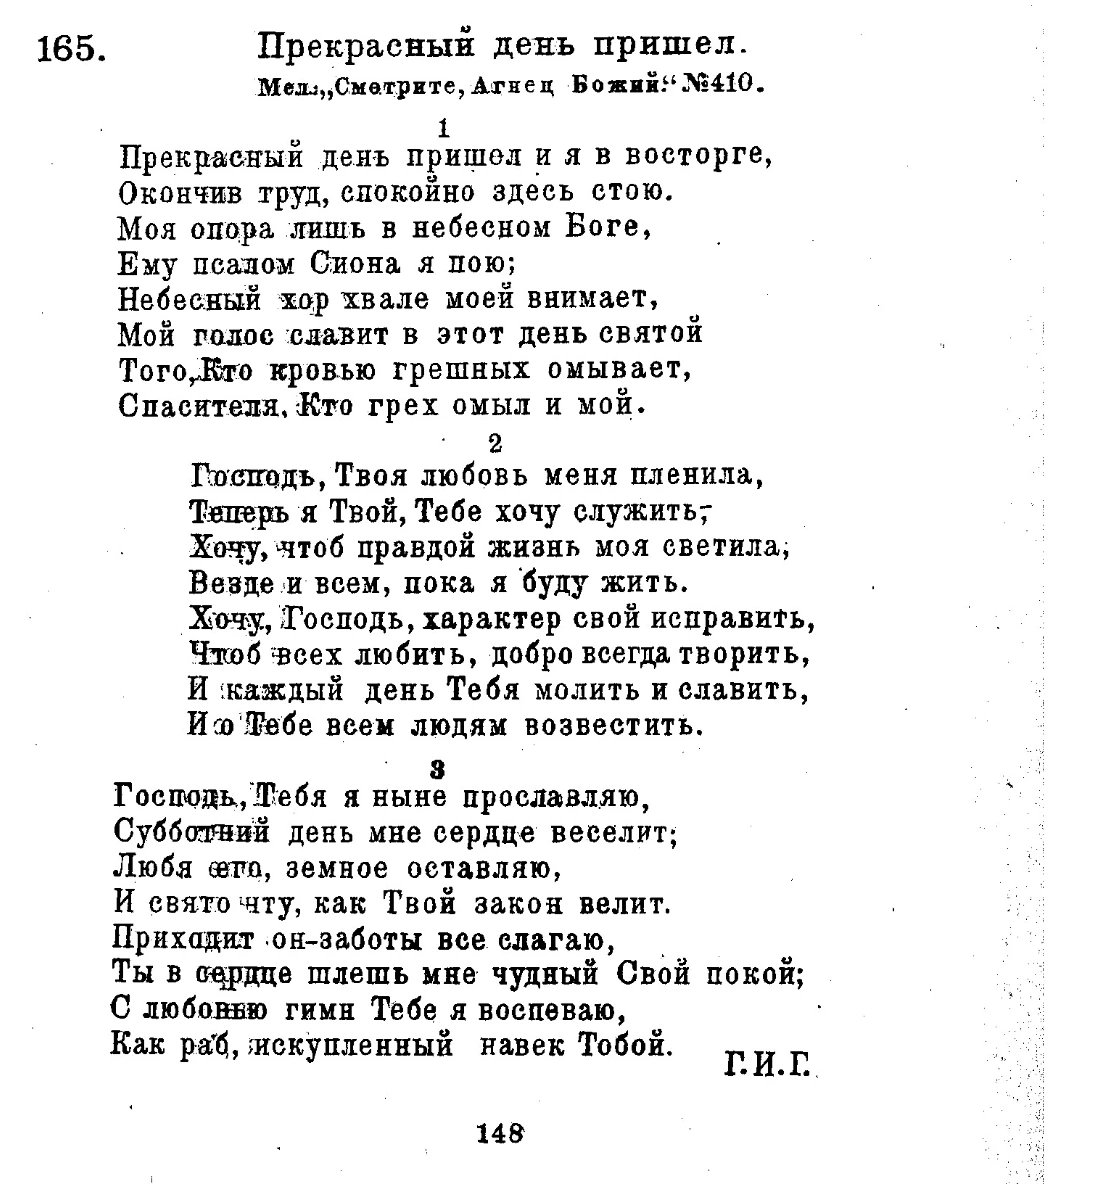 165. Прекрасный день пришел.
Мел. „Смотрите, Агнец Божий:“ №410.
1
Прекрасный день пришел и я в восторге,
Окончив труд, спокойно здесь стою.
Моя опора лишь в небесном Боге,
Ему псалом Сиона я пою;
Небесный хор хвале моей внимает,
Мой голос славит в этот день святой
Того, Кто кровью грешных омывает,
Спасителя, Кто грех омыл и мой.
2
Господь, Твоя любовь меня пленила,
Теперь я Твой, Тебе хочу служить;
Хочу, чтоб правдой жизнь моя светила,
Везде и всем, пока я буду жить.
Хочу, Господь, характер свой исправить,
Чтоб всех любить, добро всегда творить,
И каждый день Тебя молить и славить,
И о Тебе всем людям возвестить.
3
Господь, Тебя я ныне прославляю,
Субботний день мне сердце веселит;
Любя его, земное оставляю,
И свято чту, как Твой закон велит.
Приходит он-заботы все слагаю,
Ты в сердце шлешь мне чудный Свой покой;
С любовью гимн Тебе я воспеваю,
Как раб, искупленный навек Тобой.
Г.И.Г.
148